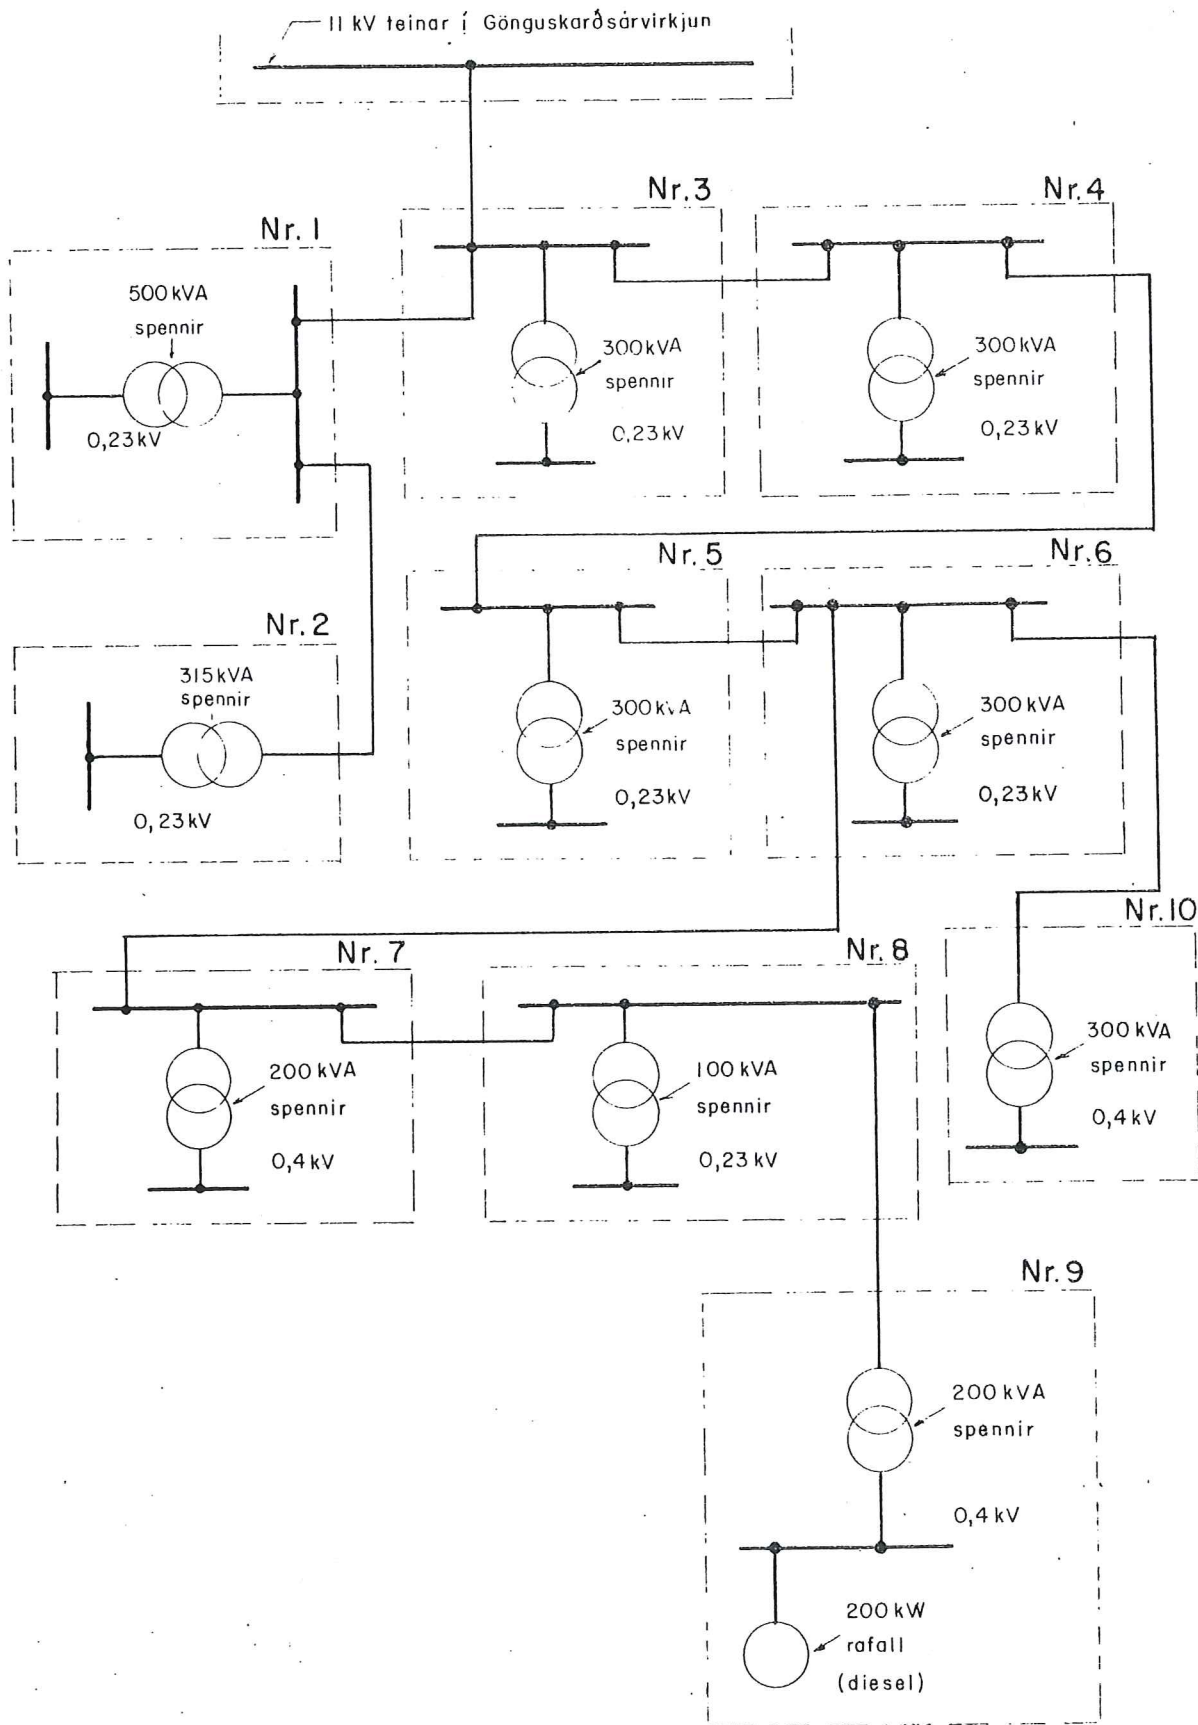 11 kV teinar í Gönguskarðsárvirkjun
Nr. 1
500 kVA
spennir
0,23 kV
Nr. 3
300 kVA
spennir
0,23 kV
Nr. 4
300 kVA
spennir
0,23 kV
Nr. 2
315 kVA
spennir
0,23 kV
Nr. 5
300 kVA
spennir
0,23 kV
Nr. 6
300 kVA
spennir
0,23 kV
Nr. 7
200 kVA
spennir
0,4 kV
Nr. 8
100 kVA
spennir
0,23 kV
Nr. 10
300 kVA
spennir
0,4 kV
Nr. 9
200 kVA
spennir
0,4 kV
200 kW
rafall
(diesel)